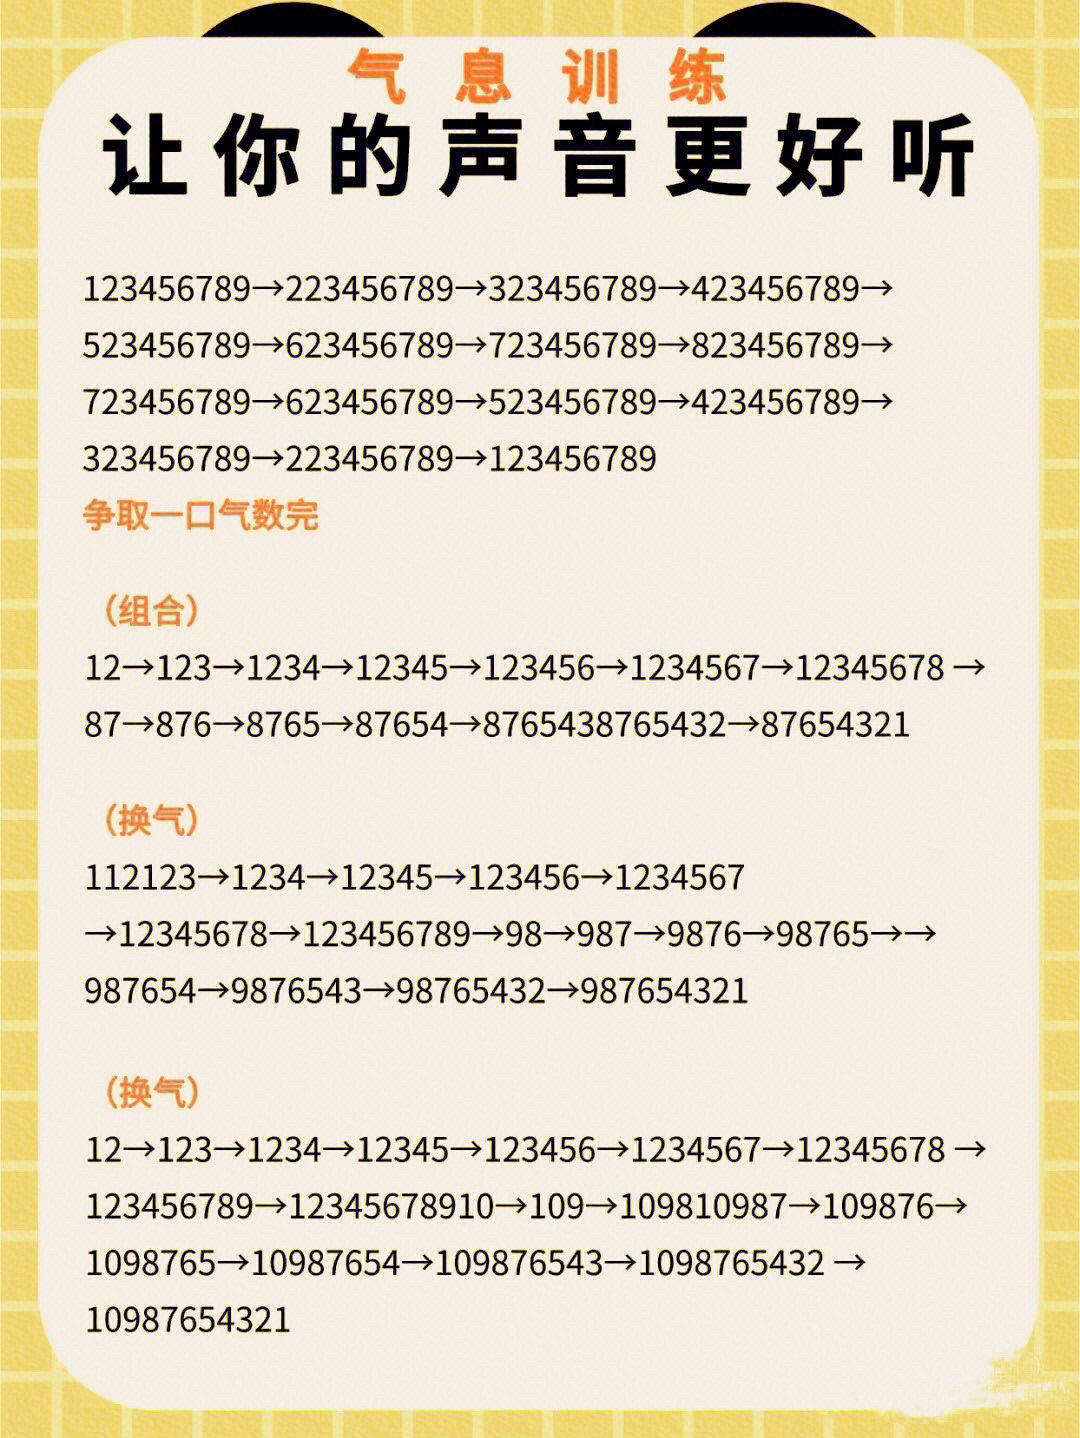 气息训练
让你的声音更好听
123456789→223456789→323456789→423456789→
523456789→623456789→723456789→823456789→
723456789→623456789→523456789→423456789→
323456789→223456789→123456789
争取一口气数完
（组合）
12→123→1234→12345→123456→1234567→12345678 →
87→876→8765→87654→8765438765432→87654321
（换气）
112123→1234→12345→123456→1234567
→12345678→123456789→98→987→9876→98765→→
987654→9876543→98765432→987654321
（换气）
12→123→1234→12345→123456→1234567→12345678 →
123456789→12345678910→109→109810987→109876→
1098765→10987654→109876543→1098765432 →
10987654321